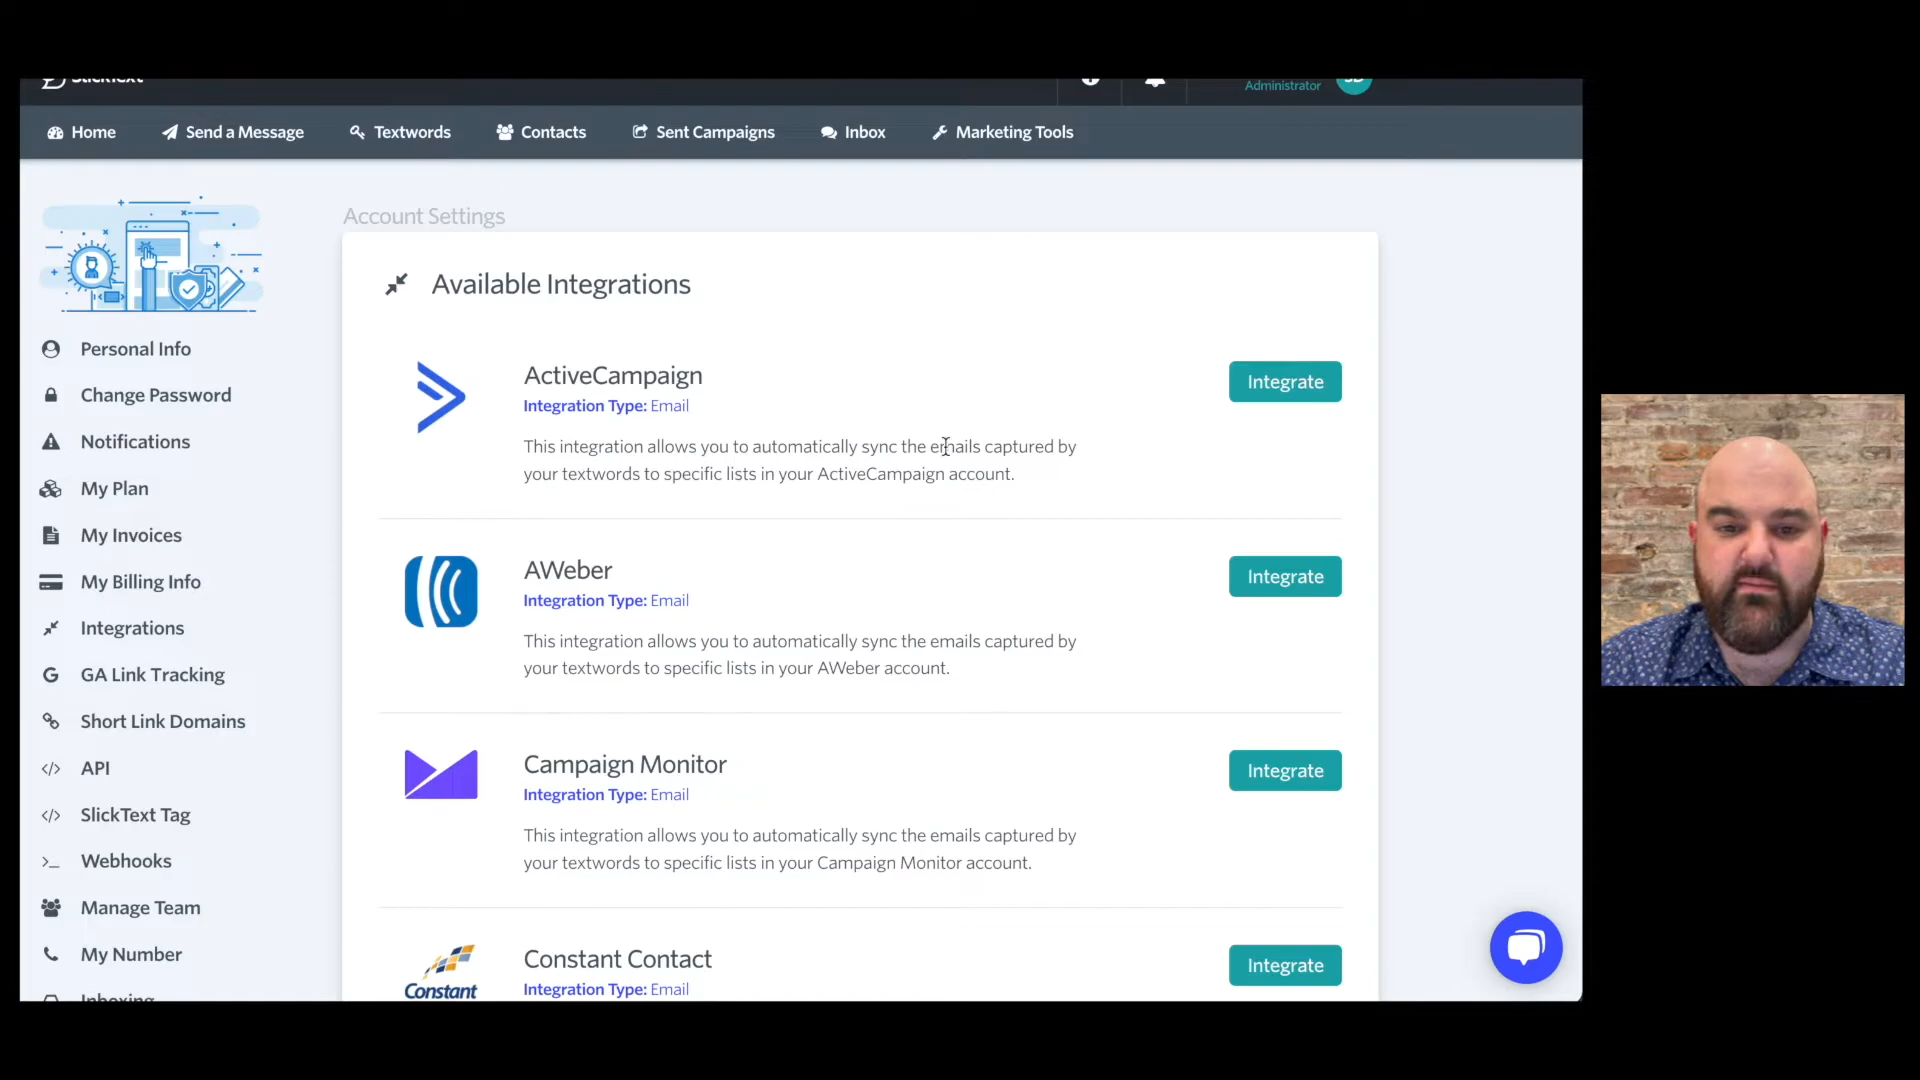 SlickText
Administrator
Home
Send a Message
Textwords
Contacts
Sent Campaigns
Inbox
Marketing Tools
Account Settings
Personal Info
Change Password
Notifications
My Plan
My Invoices
My Billing Info
Integrations
GA Link Tracking
Short Link Domains
API
SlickText Tag
Webhooks
Manage Team
My Number
Inboxing
Available Integrations
ActiveCampaign
Integration Type: Email
This integration allows you to automatically sync the emails captured by
your textwords to specific lists in your ActiveCampaign account.
Integrate
AWeber
Integration Type: Email
This integration allows you to automatically sync the emails captured by
your textwords to specific lists in your AWeber account.
Integrate
Campaign Monitor
Integration Type: Email
This integration allows you to automatically sync the emails captured by
your textwords to specific lists in your Campaign Monitor account.
Integrate
Constant
Constant Contact
Integration Type: Email
Integrate